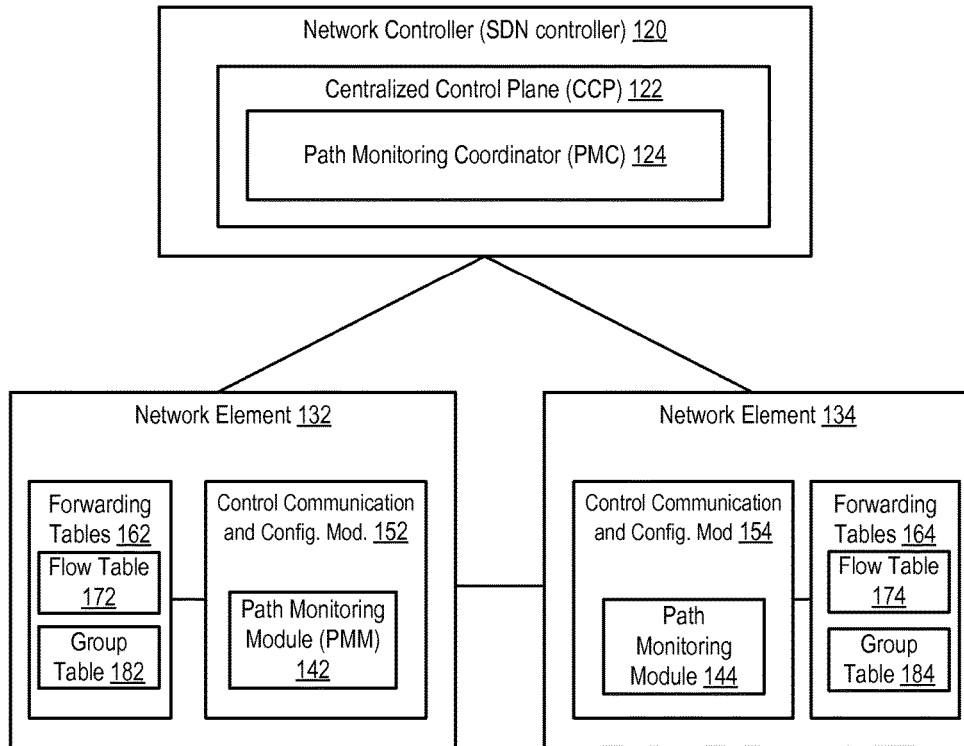 Network Controller (SDN controller) 120
Centralized Control Plane (CCP) 122
Path Monitoring Coordinator (PMC) 124
Network Element 132
Forwarding
Tables 162
Flow Table
172
Group
Table 182
Control Communication
and Config. Mod. 152
Path Monitoring
Module (PMM)
142
Network Element 134
Control Communication
and Config. Mod 154
Path
Monitoring
Module 144
Forwarding
Tables 164
Flow Table
174
Group
Table 184